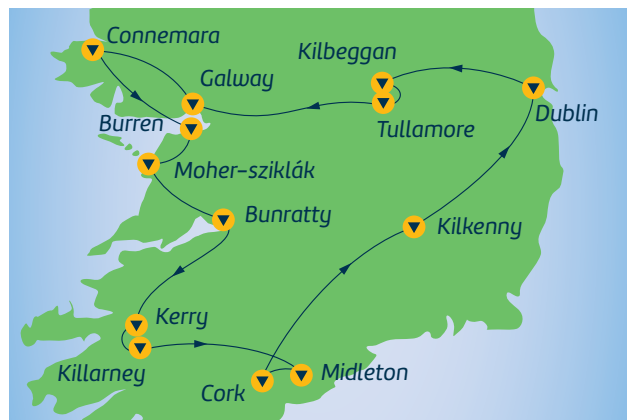 Connemara
Kilbeggan
Galway
Dublin
Burren
Tullamore
Moher-sziklák
Bunratty
Kilkenny
Kerry
Killarney
Midleton
Cork